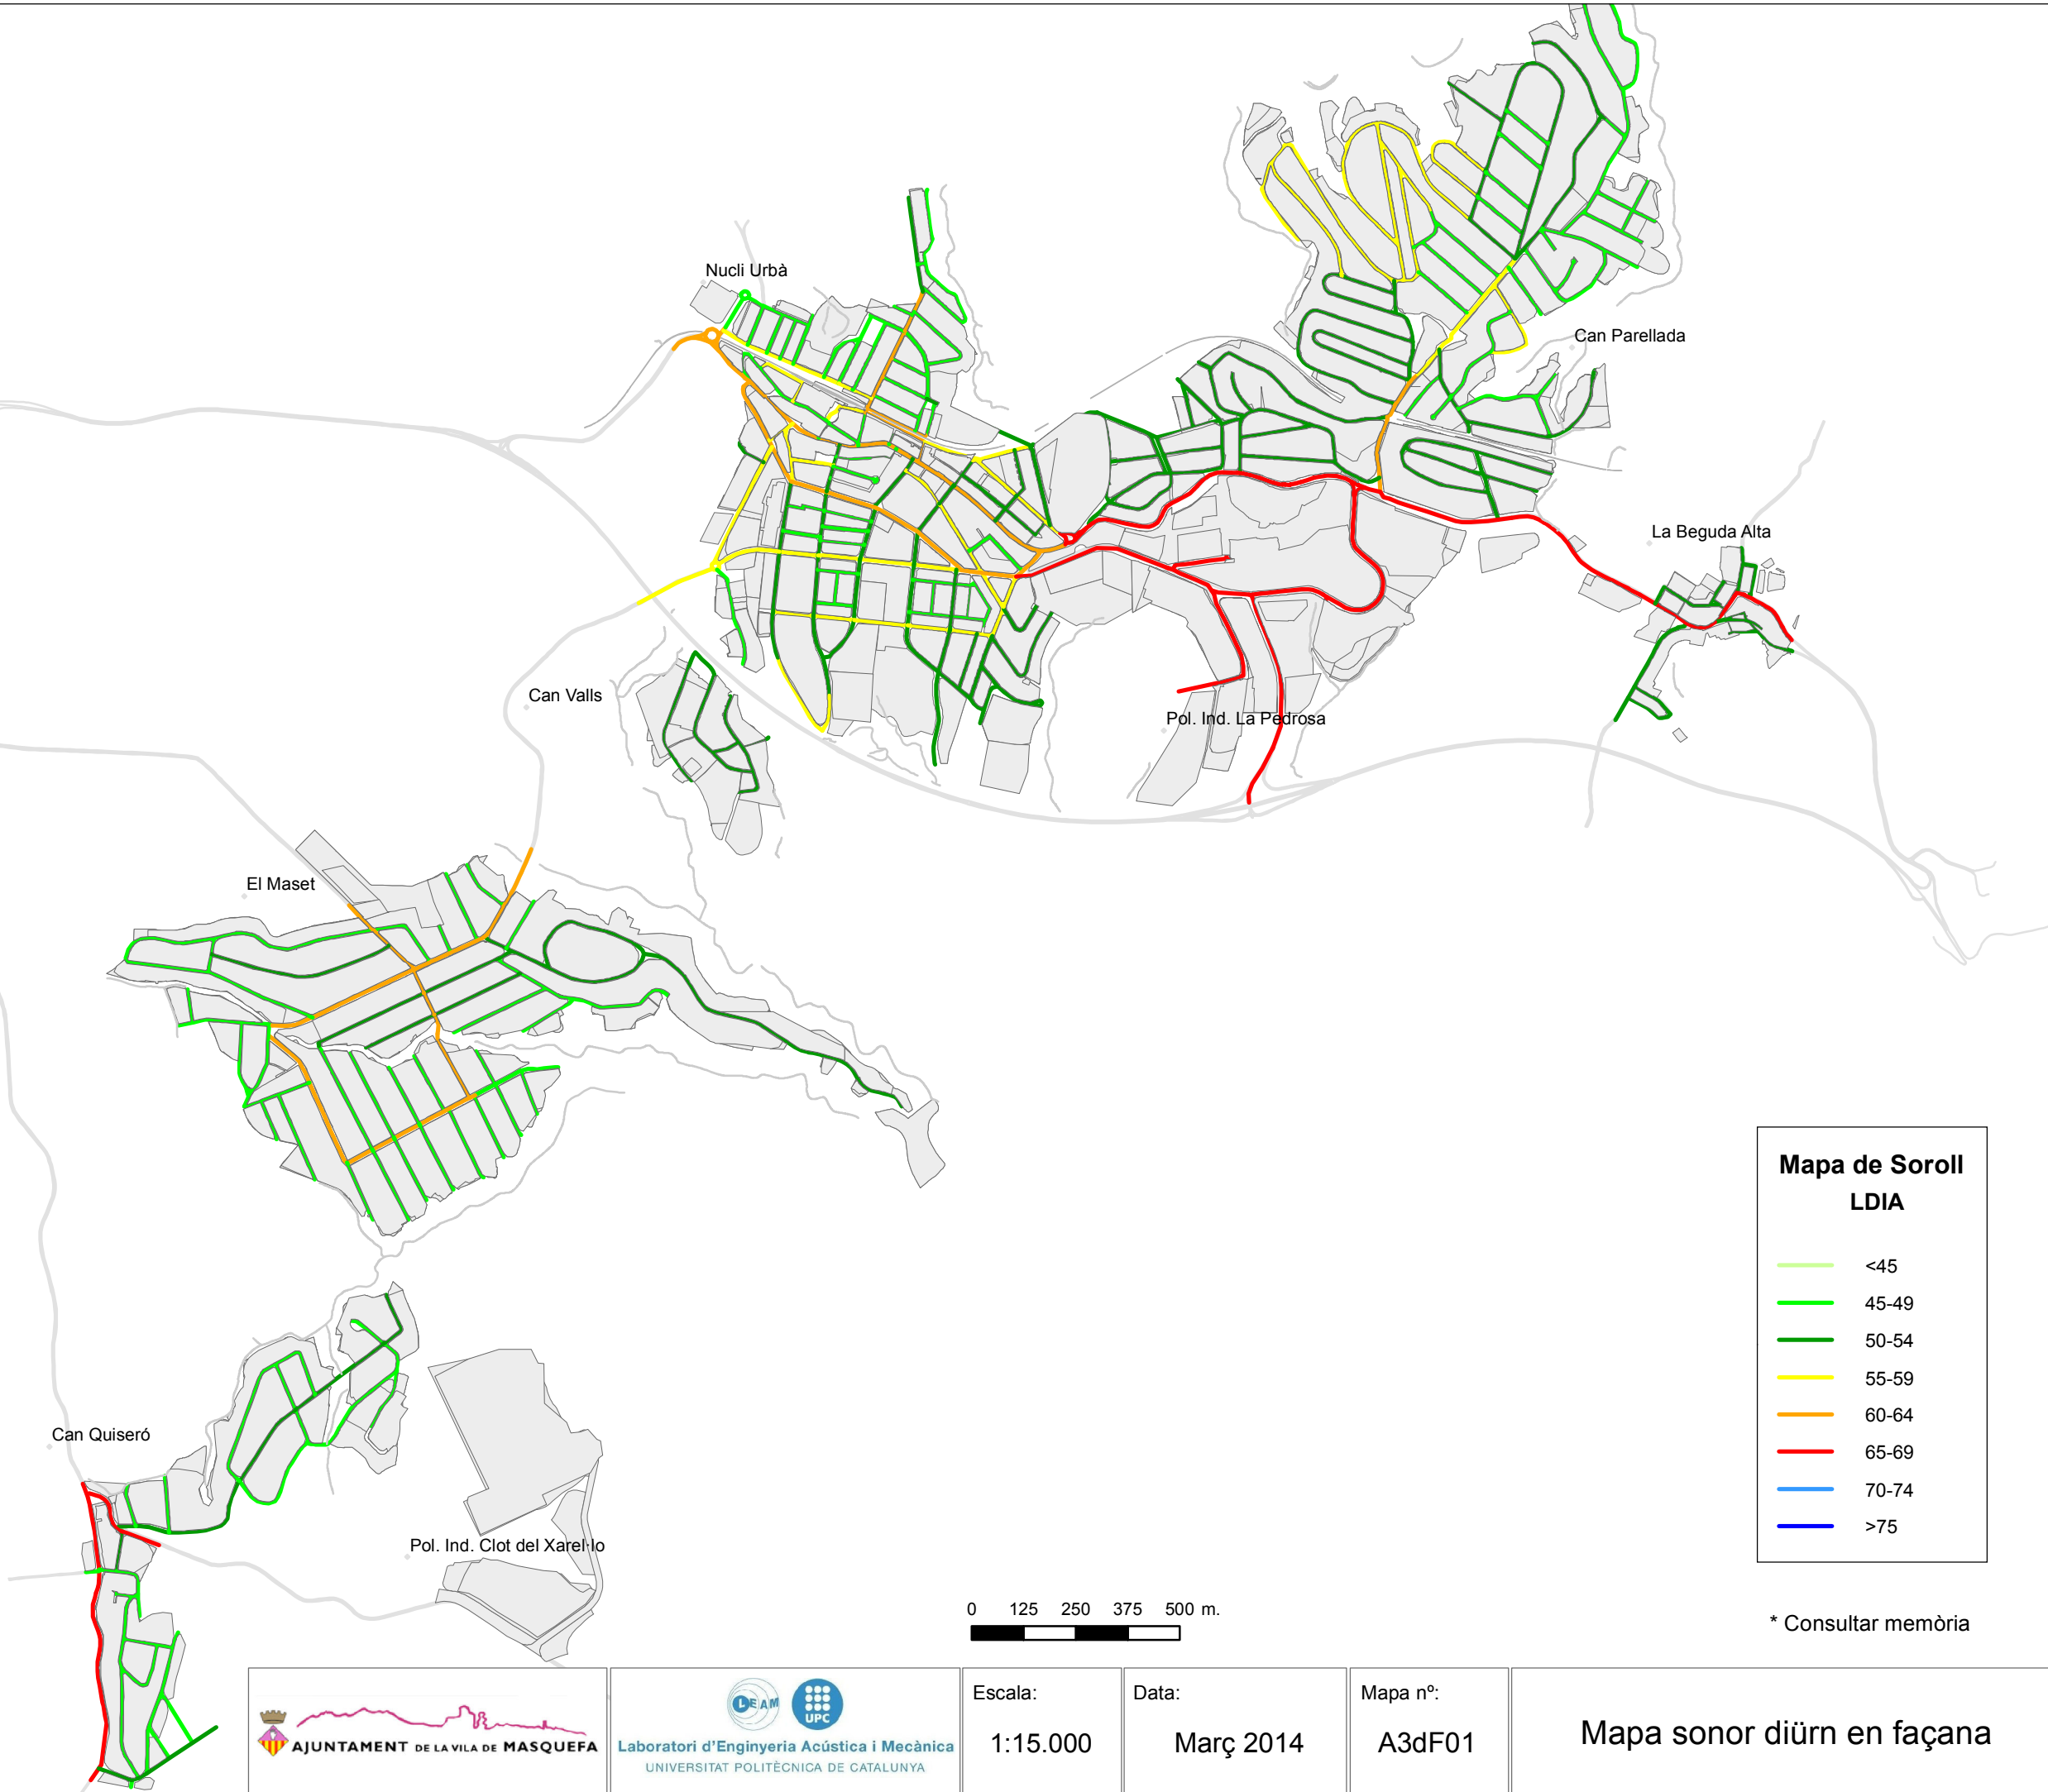 Nucli Urbà
Can Parellada
La Beguda Alta
Can Valls
Pol. Ind. La Pedrosa
El Maset
Can Quiseró
Pol. Ind. Clot del Xarel·lo
Mapa de Soroll
LDIA
<45
45-49
50-54
55-59
60-64
65-69
70-74
>75
* Consultar memòria
0 125 250 375 500 m.
AJUNTAMENT DE LA VILA DE MASQUEFA
LEAM
UPC
Laboratori d'Enginyeria Acústica i Mecànica
UNIVERSITAT POLITÈCNICA DE CATALUNYA
Escala:
1:15.000
Data:
Març 2014
Mapa nº:
A3dF01
Mapa sonor diürn en façana